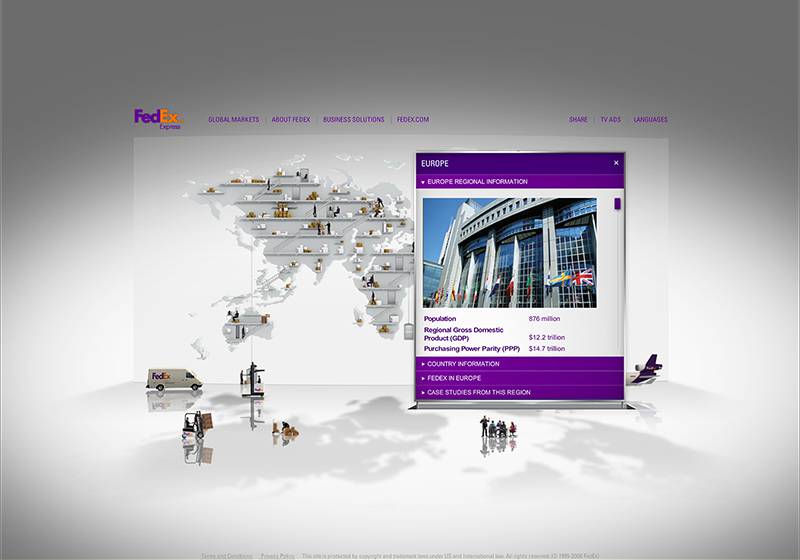 FedEx
Express
GLOBAL MARKETS | ABOUT FEDEX | BUSINESS SOLUTIONS | FEDEX.COM
SHARE | TV ADS LANGUAGES
EUROPE ×
EUROPE REGIONAL INFORMATION
Population 876 million
Regional Gross Domestic
Product (GDP) $12.2 trillion
Purchasing Power Parity (PPP) $14.7 trillion
COUNTRY INFORMATION
FEDEX IN EUROPE
CASE STUDIES FROM THIS REGION
FedEx
FedEx
Terms and Conditions | Privacy Policy | This site is protected by copyright and trademark laws under US and International law. All rights reserved. (C) 1995-2008 FedEx